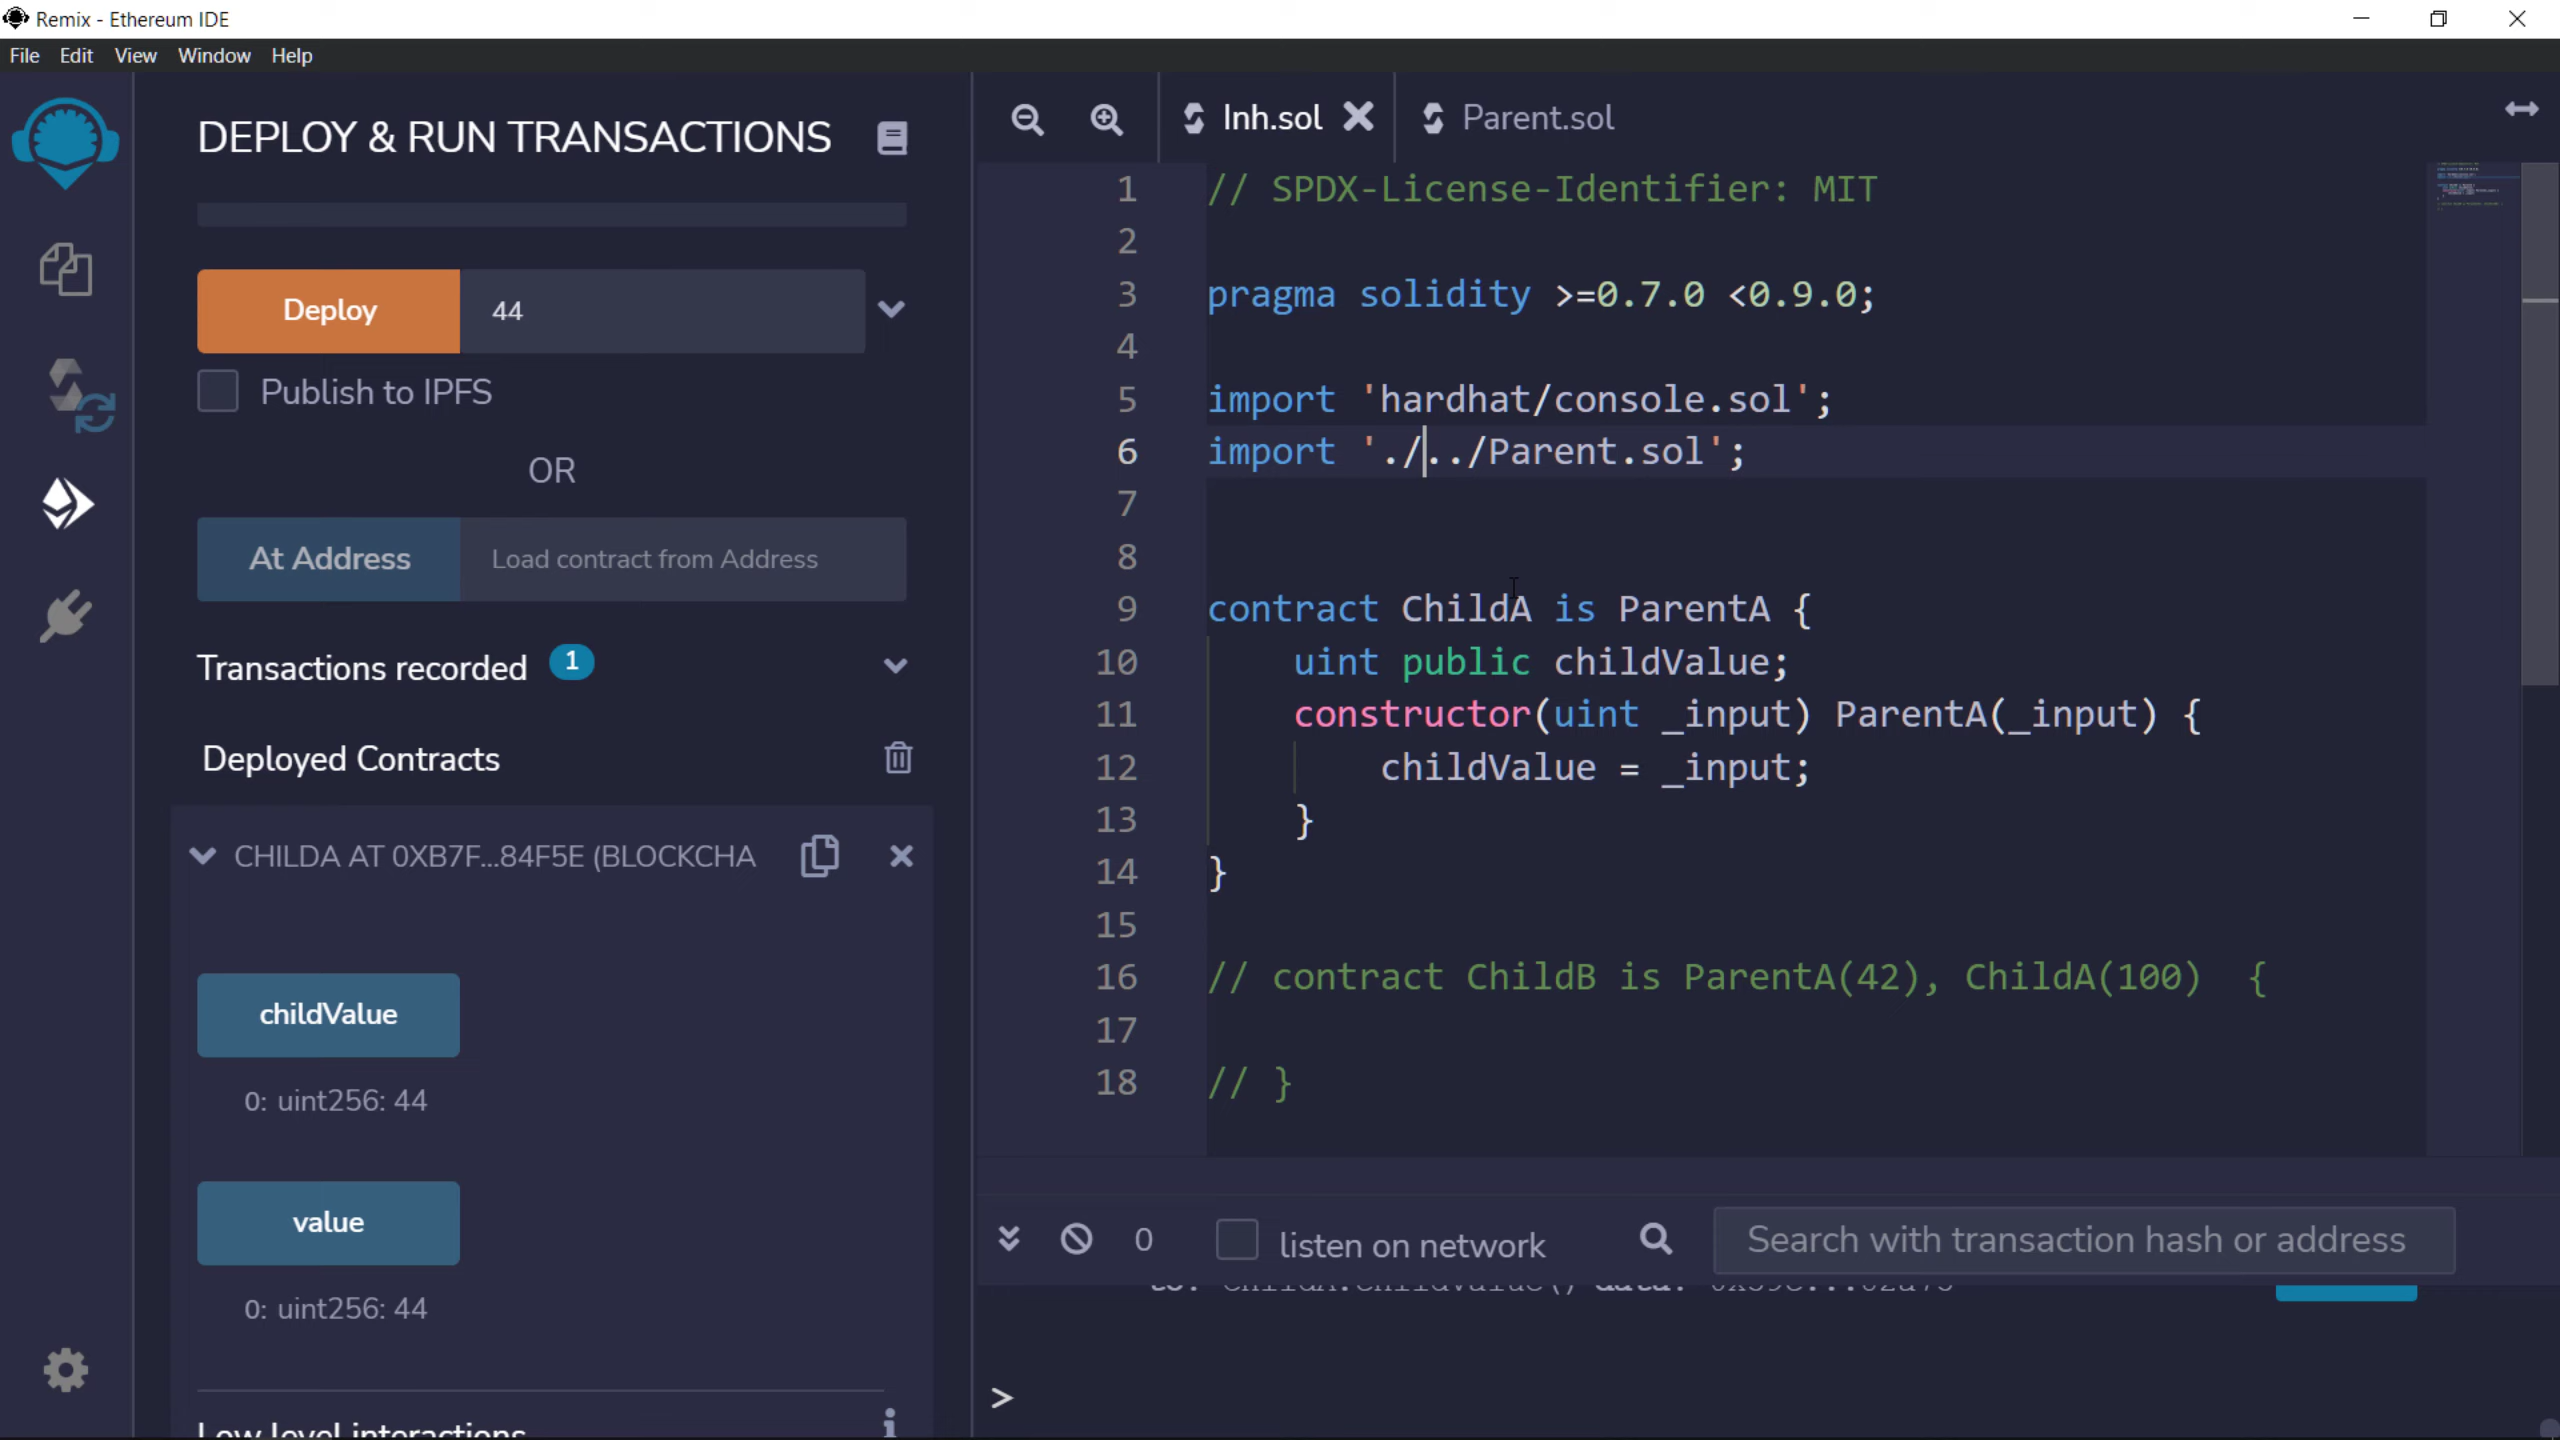 Remix - Ethereum IDE
File Edit View Window Help
DEPLOY & RUN TRANSACTIONS
Deploy 44
Publish to IPFS
OR
At Address Load contract from Address
Transactions recorded 1
Deployed Contracts
CHILDA AT 0XB7F...84F5E (BLOCKCHA
childValue
0: uint256: 44
value
0: uint256: 44
Low level interactions
Inh.sol Parent.sol
1 // SPDX-License-Identifier: MIT
2
3 pragma solidity >=0.7.0 <0.9.0;
4
5 import 'hardhat/console.sol';
6 import './../Parent.sol';
7
8
9 contract ChildA is ParentA {
10 uint public childValue;
11 constructor(uint _input) ParentA(_input) {
12 childValue = _input;
13 }
14 }
15
16 // contract ChildB is ParentA(42), ChildA(100) {
17
18 // }
0 listen on network Search with transaction hash or address
>